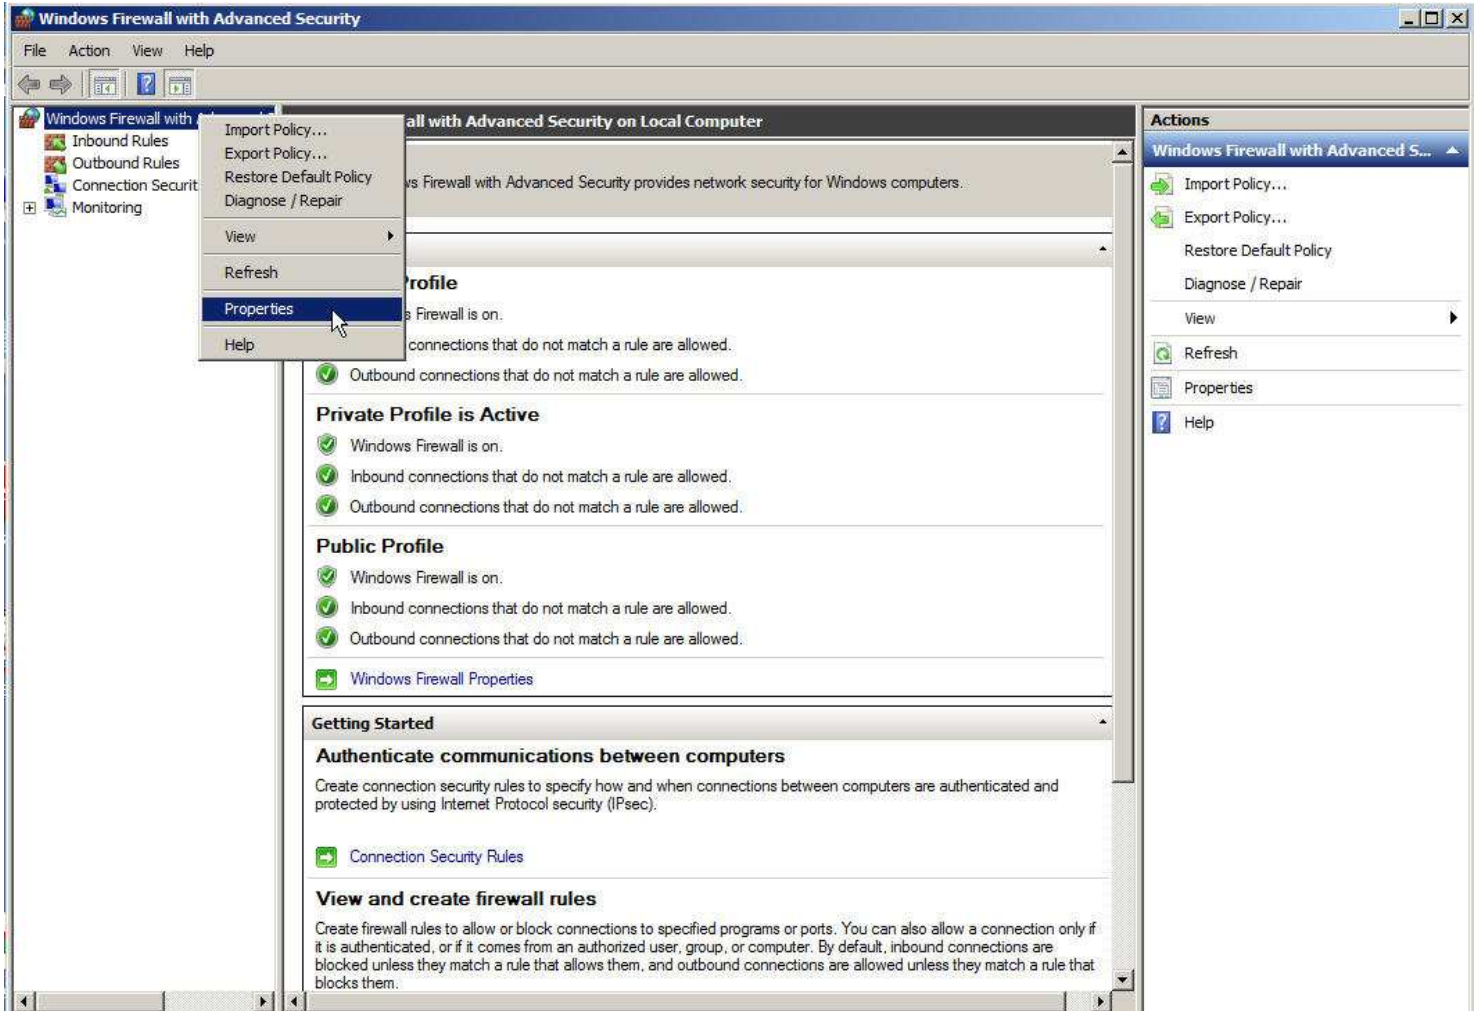 Windows Firewall with Advanced Security
File Action View Help
Windows Firewall with
Inbound Rules
Outbound Rules
Connection Securit
Monitoring
Import Policy...
Export Policy...
Restore Default Policy
Diagnose / Repair
View
Refresh
Properties
Help
all with Advanced Security on Local Computer
vs Firewall with Advanced Security provides network security for Windows computers.
Profile
s Firewall is on.
connections that do not match a rule are allowed.
Outbound connections that do not match a rule are allowed.
Private Profile is Active
Windows Firewall is on.
Inbound connections that do not match a rule are allowed.
Outbound connections that do not match a rule are allowed.
Public Profile
Windows Firewall is on.
Inbound connections that do not match a rule are allowed.
Outbound connections that do not match a rule are allowed.
Windows Firewall Properties
Getting Started
Authenticate communications between computers
Create connection security rules to specify how and when connections between computers are authenticated and
protected by using Internet Protocol security (IPsec).
Connection Security Rules
View and create firewall rules
Create firewall rules to allow or block connections to specified programs or ports. You can also allow a connection only if
it is authenticated, or if it comes from an authorized user, group, or computer. By default, inbound connections are
blocked unless they match a rule that allows them, and outbound connections are allowed unless they match a rule that
blocks them.
Actions
Windows Firewall with Advanced S...
Import Policy...
Export Policy...
Restore Default Policy
Diagnose / Repair
View
Refresh
Properties
Help